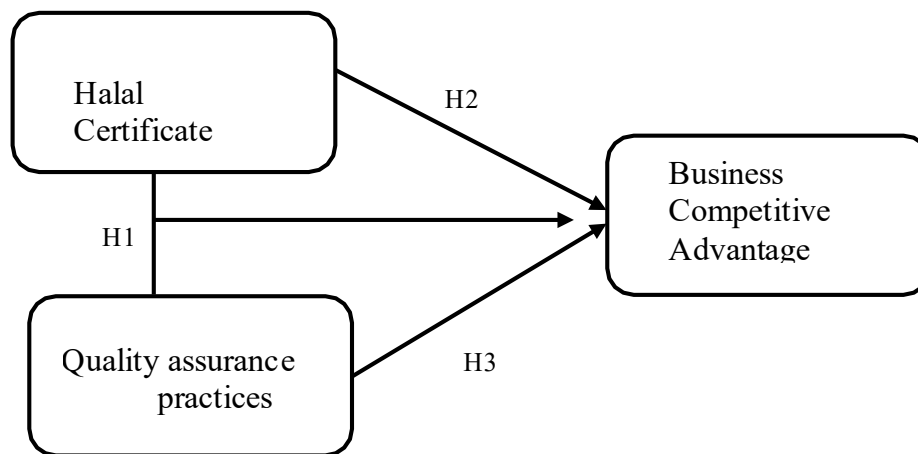 Halal
Certificate
H2
Business
Competitive
Advantage
H1
Quality assurance
practices
H3